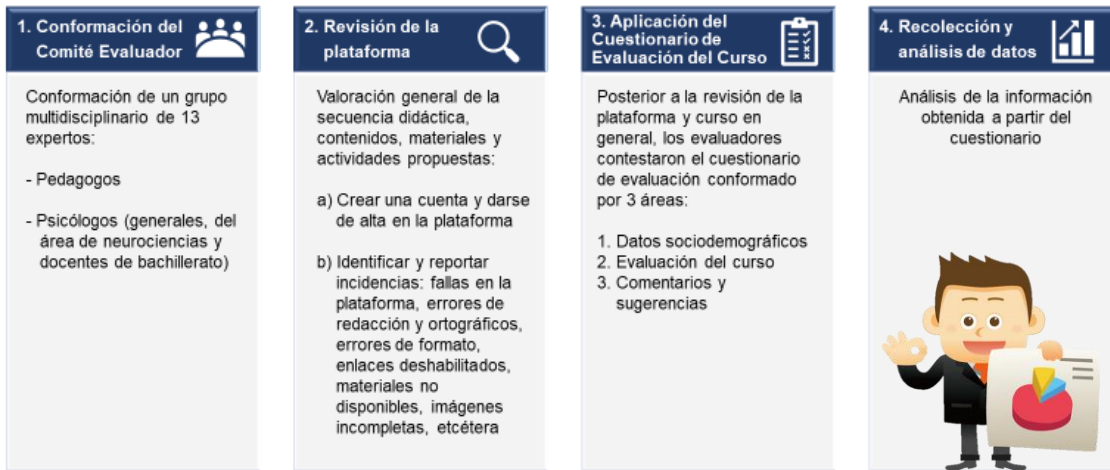 1. Conformación del
Comité Evaluador
Conformación de un grupo
multidisciplinario de 13
expertos:
- Pedagogos
- Psicólogos (generales, del
área de neurociencias y
docentes de bachillerato)
2. Revisión de la
plataforma
Valoración general de la
secuencia didáctica,
contenidos, materiales y
actividades propuestas:
a) Crear una cuenta y darse
de alta en la plataforma
b) Identificar y reportar
incidencias: fallas en la
plataforma, errores de
redacción y ortográficos,
errores de formato,
enlaces deshabilitados,
materiales no
disponibles, imágenes
incompletas, etcétera
3. Aplicación del
Cuestionario de
Evaluación del Curso
Posterior a la revisión de la
plataforma y curso en
general, los evaluadores
contestaron el cuestionario
de evaluación conformado
por 3 áreas:
1. Datos sociodemográficos
2. Evaluación del curso
3. Comentarios y
sugerencias
4. Recolección y
análisis de datos
Análisis de la información
obtenida a partir del
cuestionario